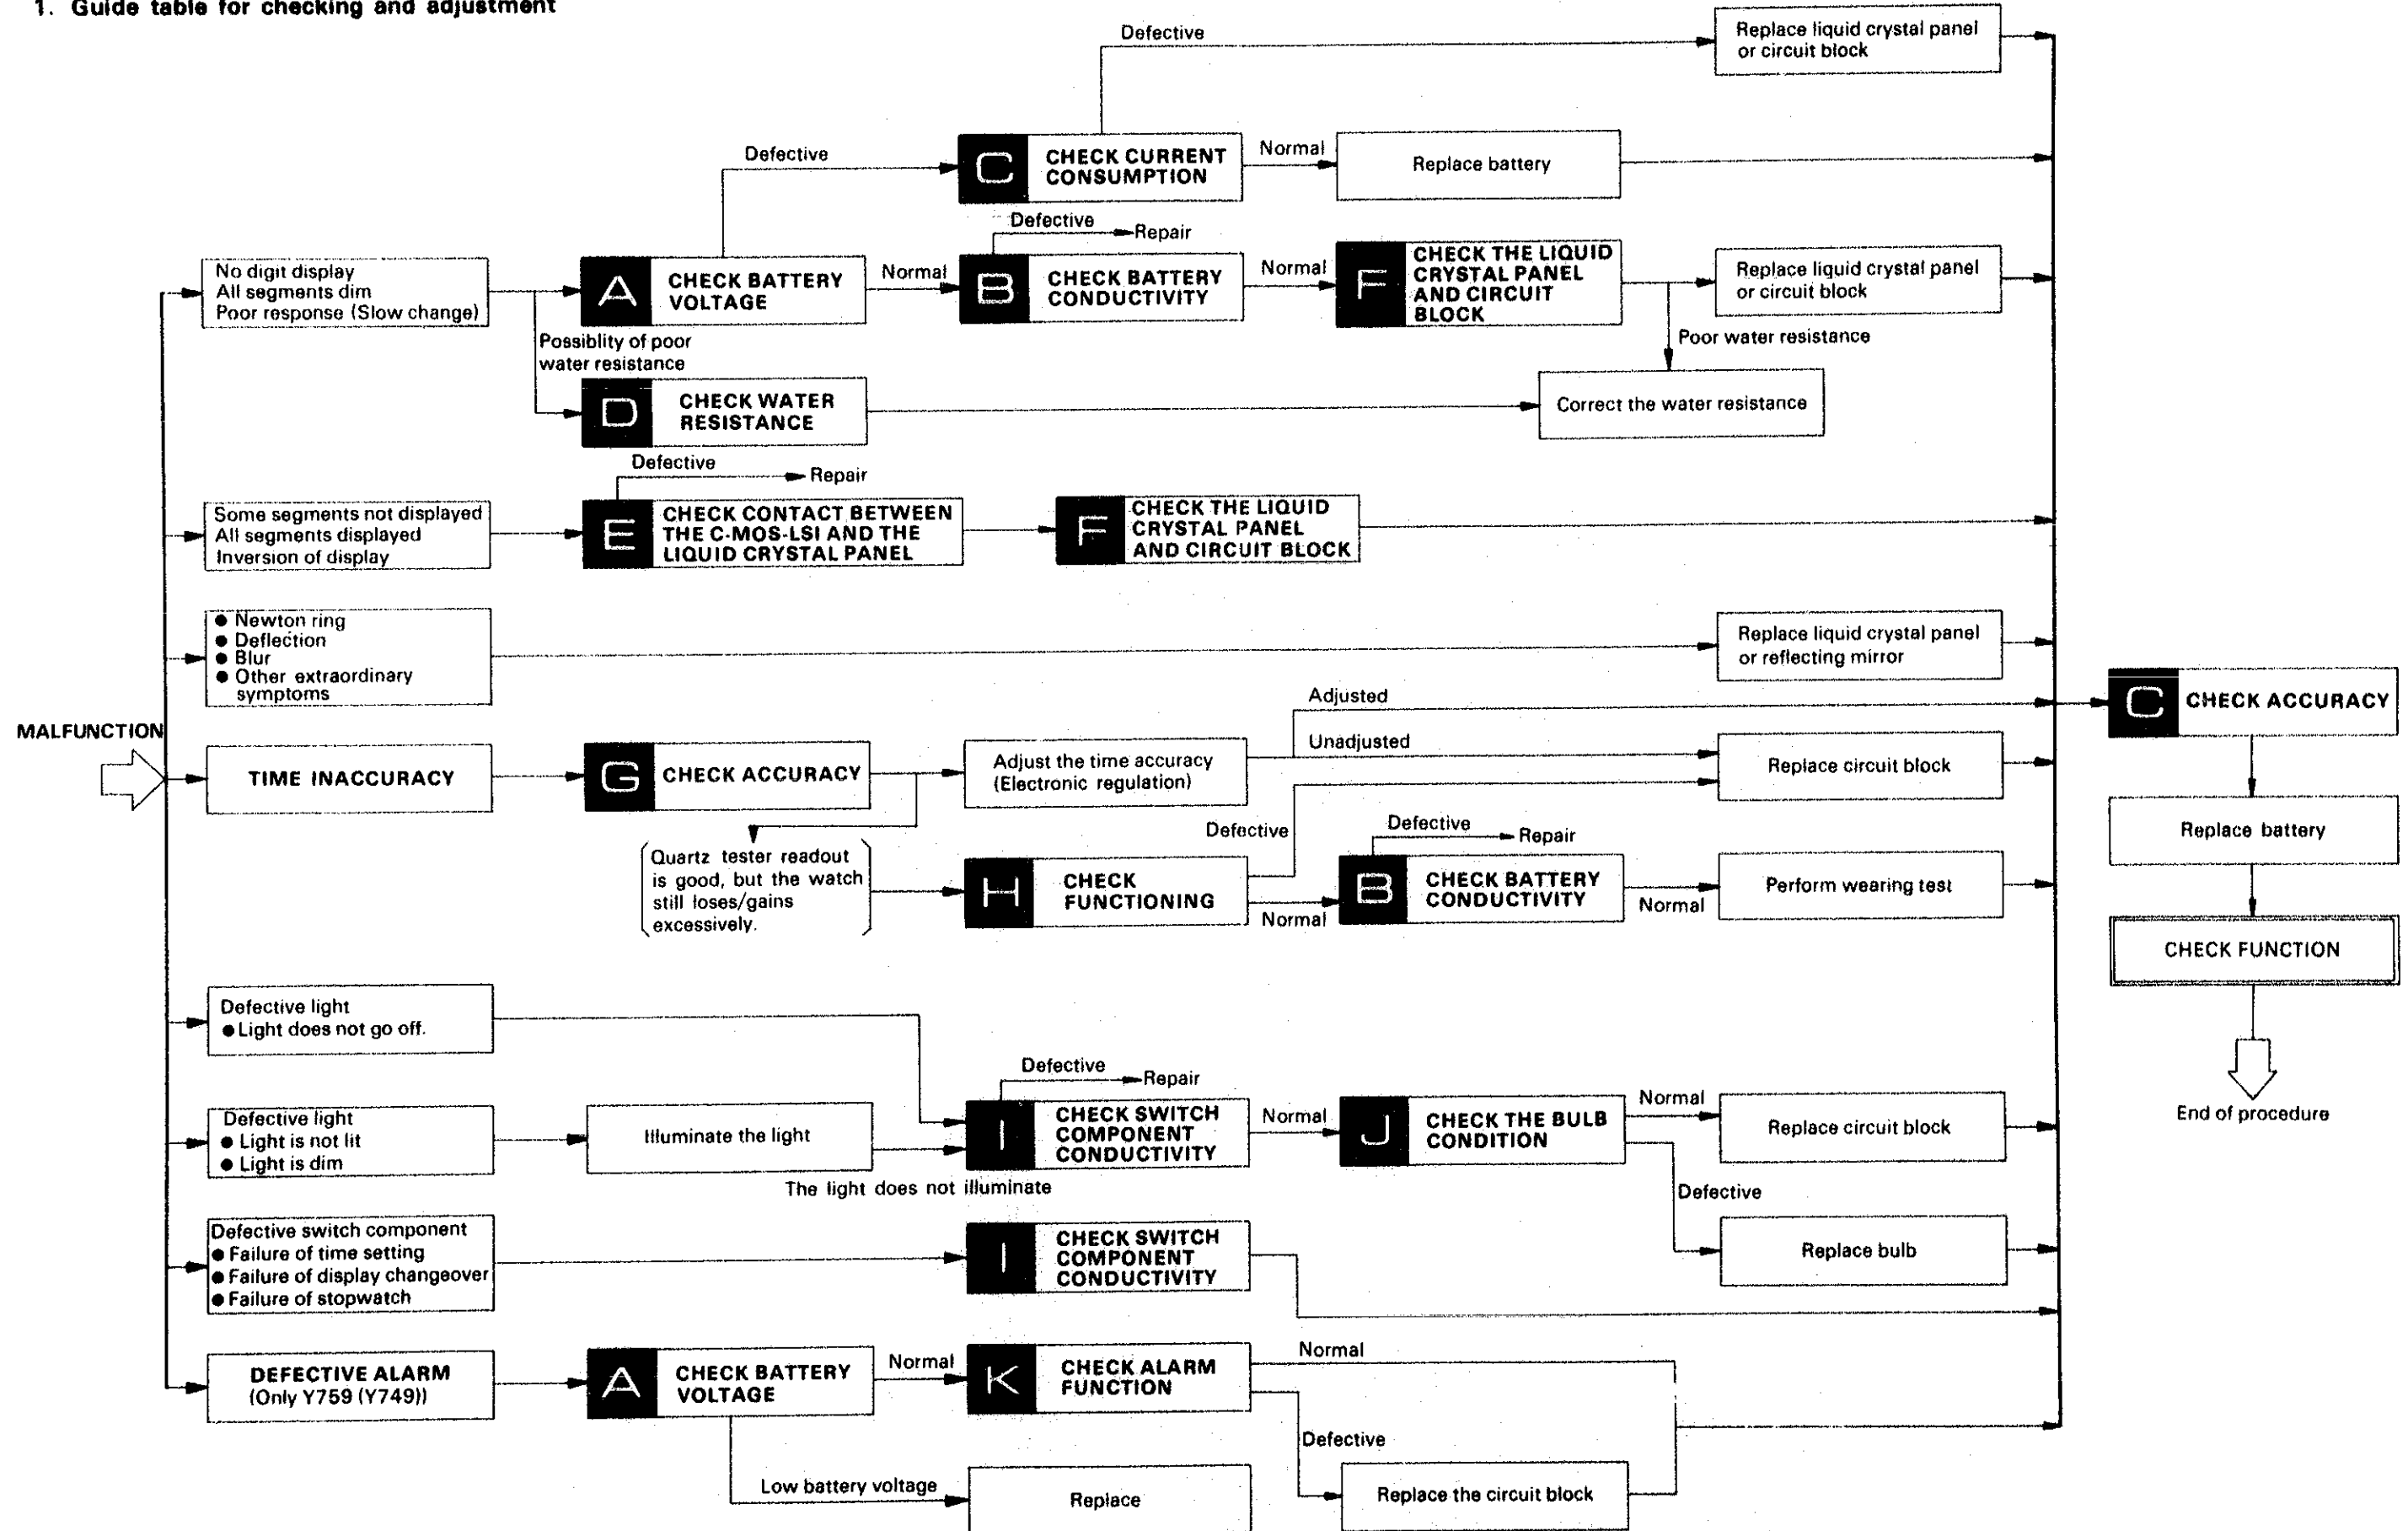 1. Guide table for checking and adjustment
Defective
Replace liquid crystal panel
or circuit block
Defective
C
CHECK CURRENT
CONSUMPTION
Normal
Replace battery
Defective
Repair
No digit display
All segments dim
Poor response (Slow change)
A
CHECK BATTERY
VOLTAGE
Normal
B
CHECK BATTERY
CONDUCTIVITY
Normal
F
CHECK THE LIQUID
CRYSTAL PANEL
AND CIRCUIT
BLOCK
Replace liquid crystal panel
or circuit block
Possiblity of poor
water resistance
Poor water resistance
D
CHECK WATER
RESISTANCE
Correct the water resistance
Defective
Repair
Some segments not displayed
All segments displayed
Inversion of display
E
CHECK CONTACT BETWEEN
THE C-MOS-LSI AND THE
LIQUID CRYSTAL PANEL
F
CHECK THE LIQUID
CRYSTAL PANEL
AND CIRCUIT BLOCK
● Newton ring
● Deflection
● Blur
● Other extraordinary
symptoms
Replace liquid crystal panel
or reflecting mirror
MALFUNCTION
TIME INACCURACY
G
CHECK ACCURACY
Adjust the time accuracy
(Electronic regulation)
Adjusted
Unadjusted
Replace circuit block
C
CHECK ACCURACY
Quartz tester readout
is good, but the watch
still loses/gains
excessively.
H
CHECK
FUNCTIONING
Defective
Normal
Defective
Repair
B
CHECK BATTERY
CONDUCTIVITY
Normal
Perform wearing test
Replace battery
CHECK FUNCTION
End of procedure
Defective light
● Light does not go off.
Defective
Repair
Defective light
● Light is not lit
● Light is dim
Illuminate the light
The light does not illuminate
I
CHECK SWITCH
COMPONENT
CONDUCTIVITY
Normal
J
CHECK THE BULB
CONDITION
Normal
Replace circuit block
Defective
Replace bulb
Defective switch component
● Failure of time setting
● Failure of display changeover
● Failure of stopwatch
I
CHECK SWITCH
COMPONENT
CONDUCTIVITY
DEFECTIVE ALARM
(Only Y759 (Y749))
A
CHECK BATTERY
VOLTAGE
Normal
K
CHECK ALARM
FUNCTION
Normal
Defective
Replace the circuit block
Low battery voltage
Replace